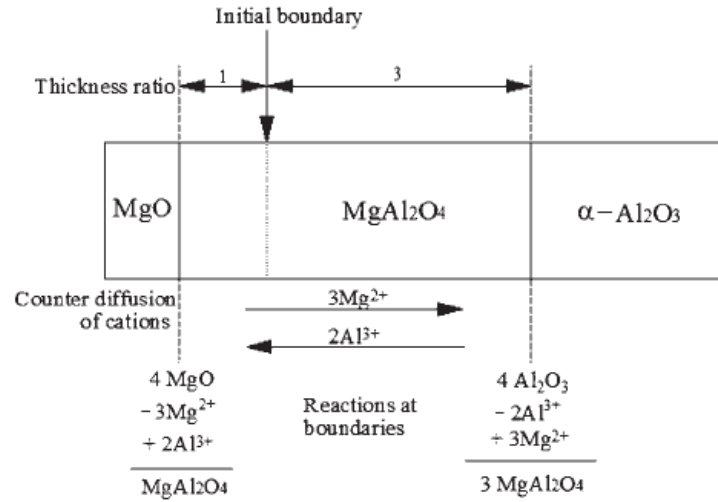 Initial boundary
Thickness ratio
1
3
MgO
MgAl2O4
α−Al2O3
Counter diffusion
of cations
3Mg2+
2Al3+
4 MgO
− 3Mg2+
+ 2Al3+
MgAl2O4
Reactions at
boundaries
4 Al2O3
− 2Al3+
+ 3Mg2+
3 MgAl2O4